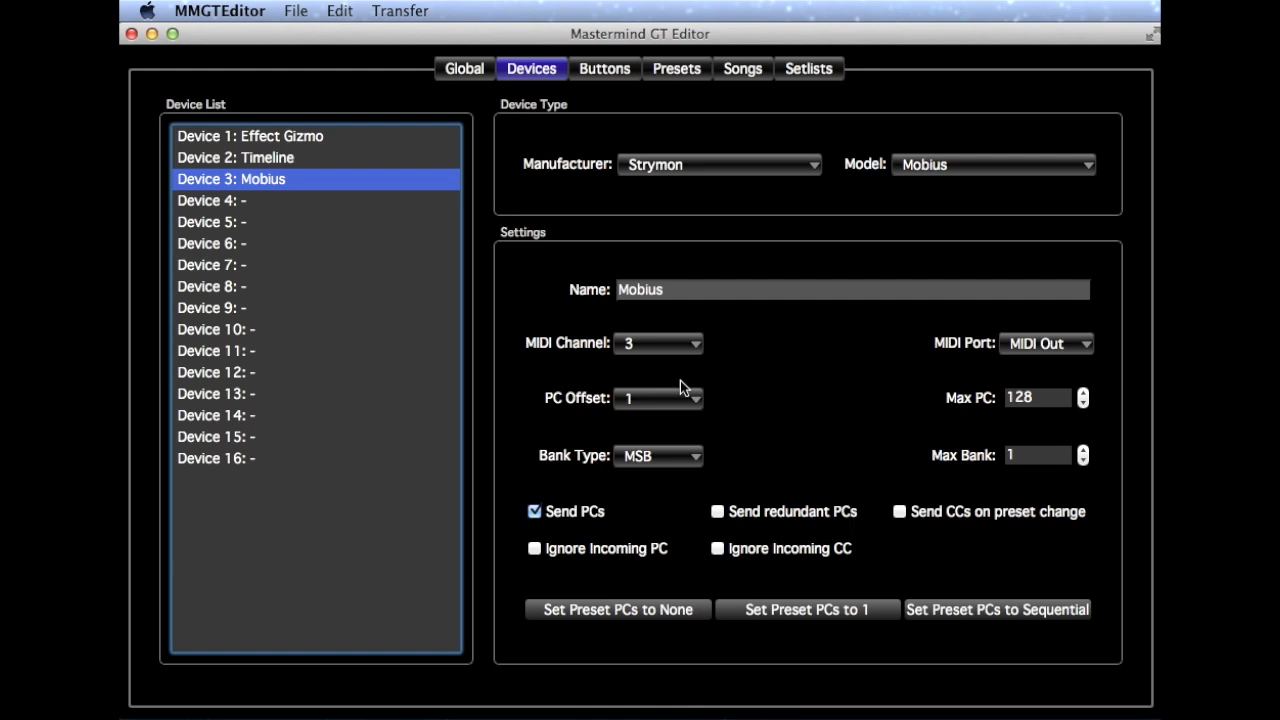 MMGTEditor File Edit Transfer
Mastermind GT Editor
Global Devices Buttons Presets Songs Setlists
Device List
Device 1: Effect Gizmo
Device 2: Timeline
Device 3: Mobius
Device 4: -
Device 5: -
Device 6: -
Device 7: -
Device 8: -
Device 9: -
Device 10: -
Device 11: -
Device 12: -
Device 13: -
Device 14: -
Device 15: -
Device 16: -
Device Type
Manufacturer: Strymon Model: Mobius
Settings
Name: Mobius
MIDI Channel: 3 MIDI Port: MIDI Out
PC Offset: 1 Max PC: 128
Bank Type: MSB Max Bank: 1
Send PCs Send redundant PCs Send CCs on preset change
Ignore Incoming PC Ignore Incoming CC
Set Preset PCs to None Set Preset PCs to 1 Set Preset PCs to Sequential